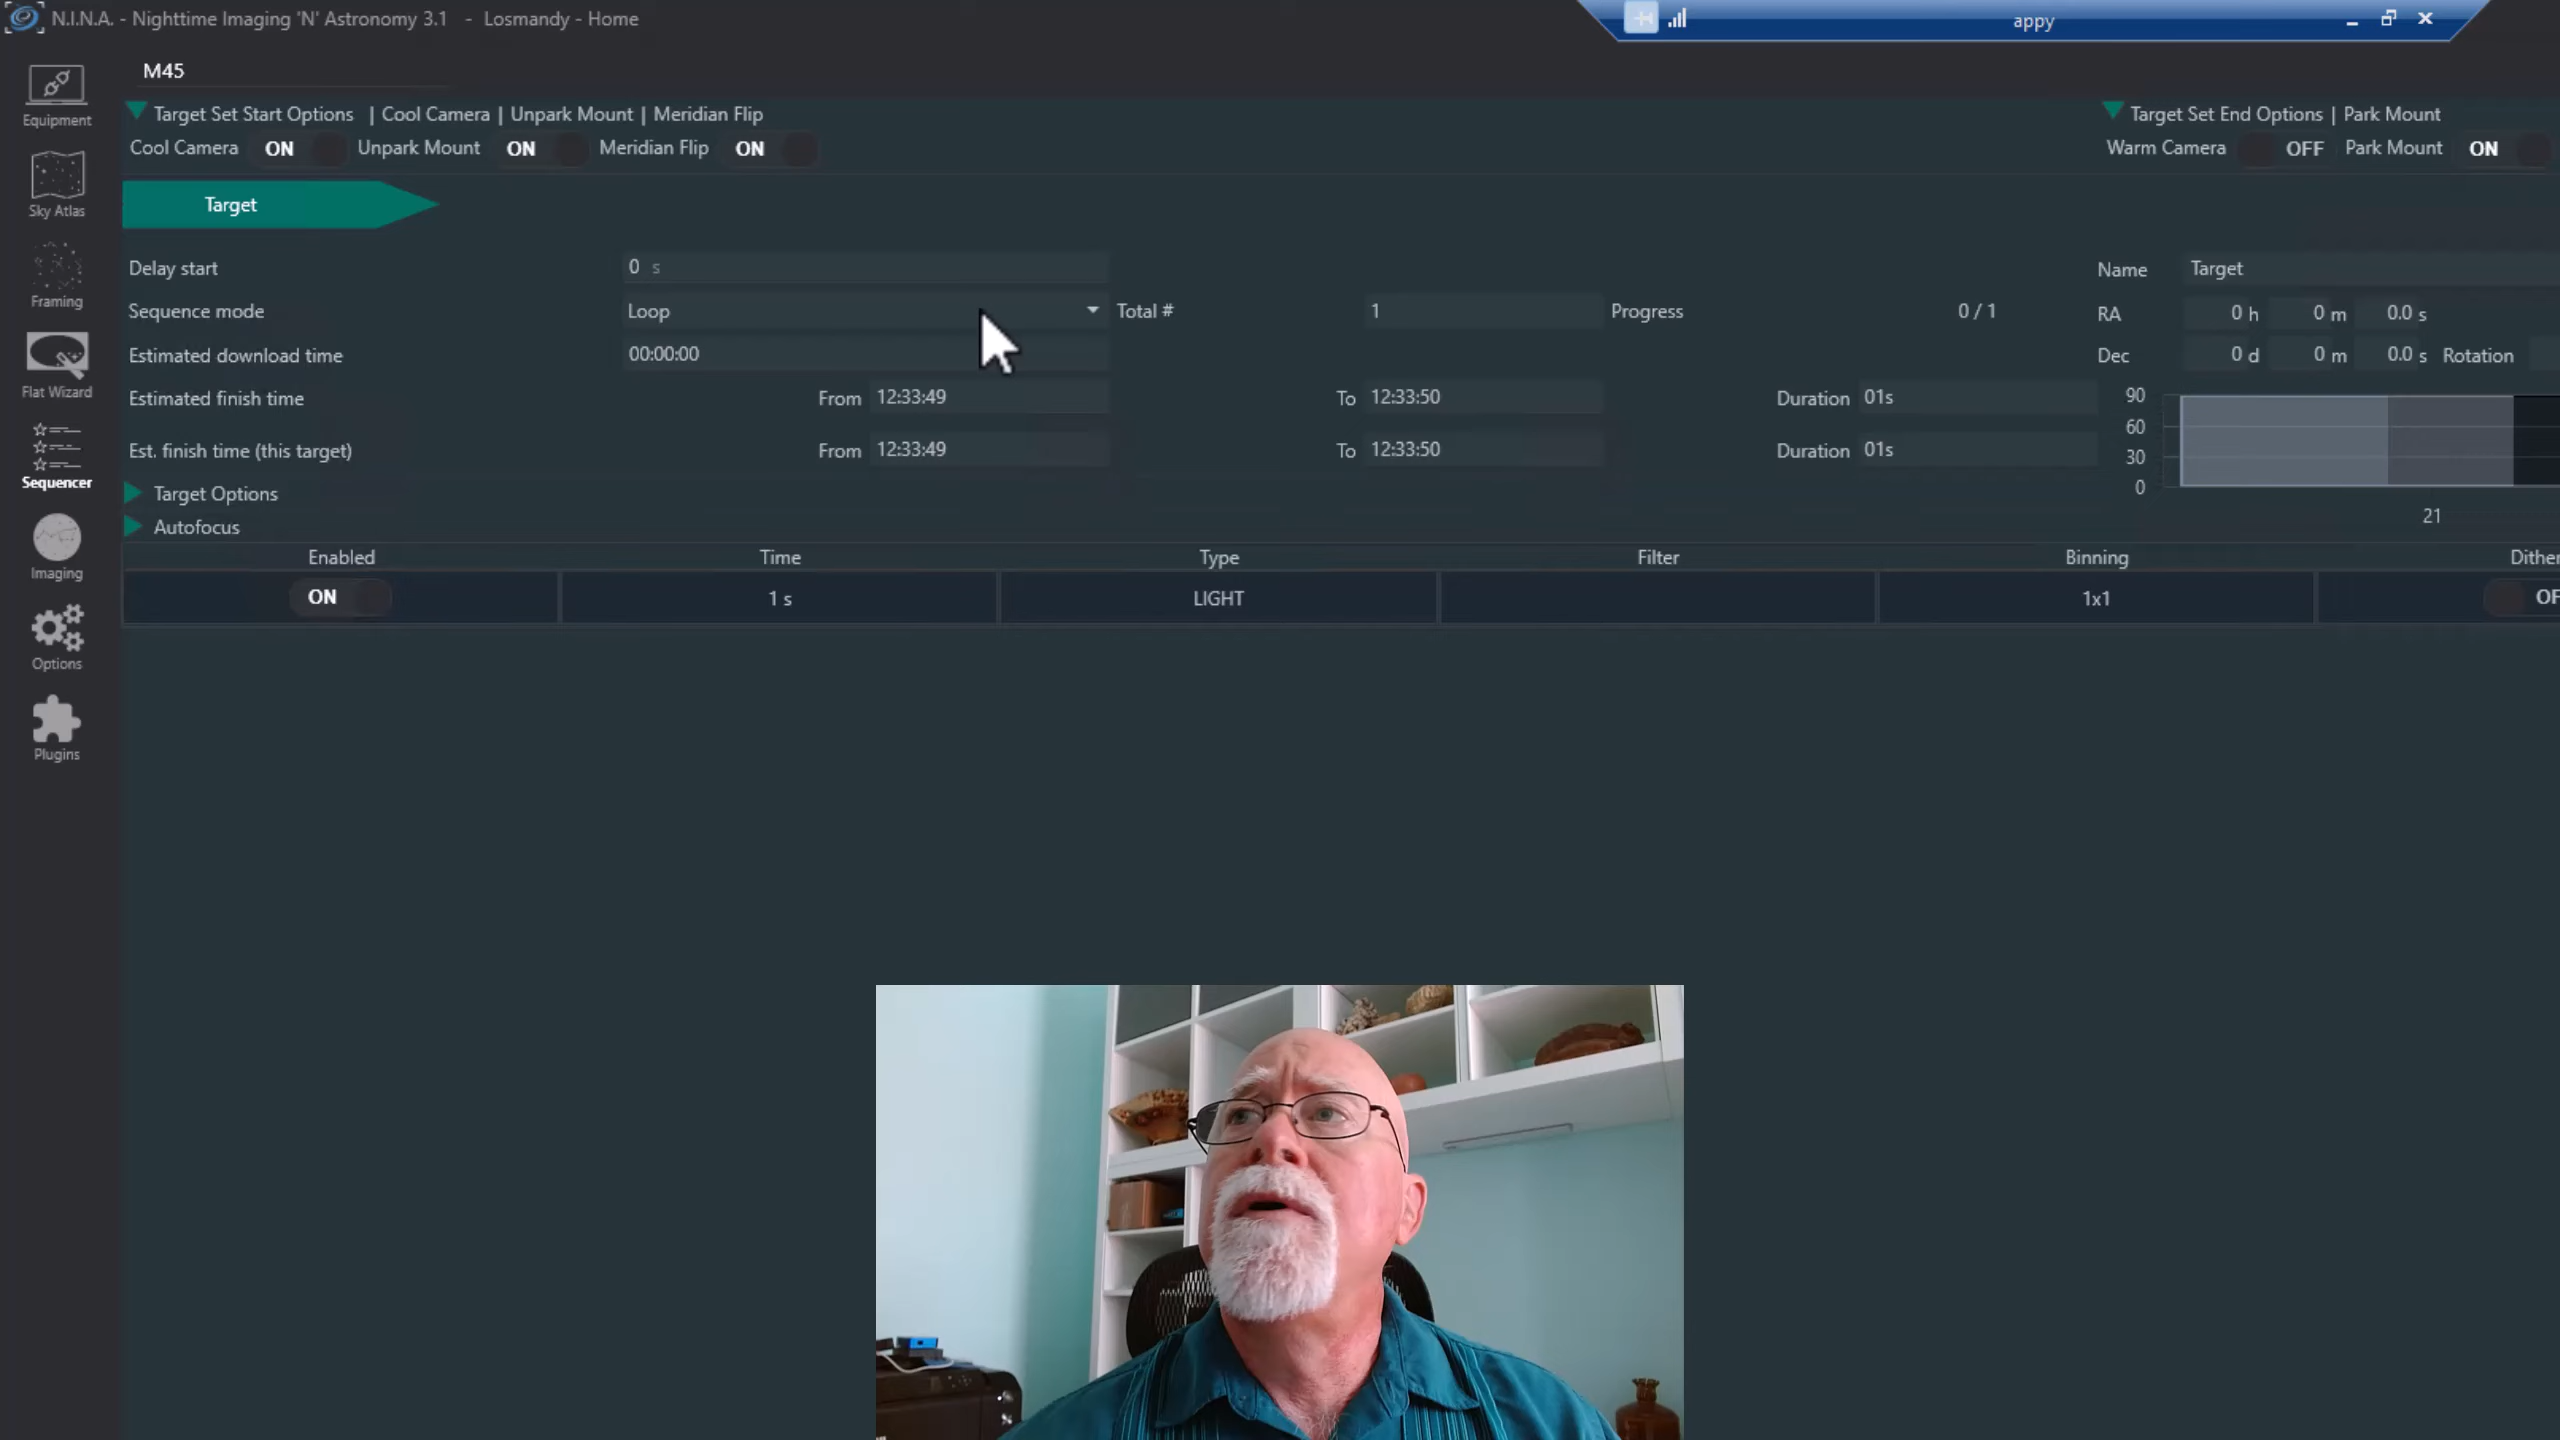 N.I.N.A. - Nighttime Imaging 'N' Astronomy 3.1 - Losmandy - Home
appy
M45
Target Set Start Options | Cool Camera | Unpark Mount | Meridian Flip
Target Set End Options | Park Mount
Cool Camera ON Unpark Mount ON Meridian Flip ON
Warm Camera OFF Park Mount ON
Equipment
Sky Atlas
Framing
Flat Wizard
Sequencer
Imaging
Options
Plugins
Target
Delay start 0 s
Name Target
Sequence mode Loop Total # 1 Progress 0 / 1
RA 0 h 0 m 0.0 s
Estimated download time 00:00:00
Dec 0 d 0 m 0.0 s Rotation
Estimated finish time From 12:33:49 To 12:33:50 Duration 01s
Est. finish time (this target) From 12:33:49 To 12:33:50 Duration 01s
90
60
30
0
21
Target Options
Autofocus
Enabled Time Type Filter Binning Dither
ON 1 s LIGHT 1x1 OF